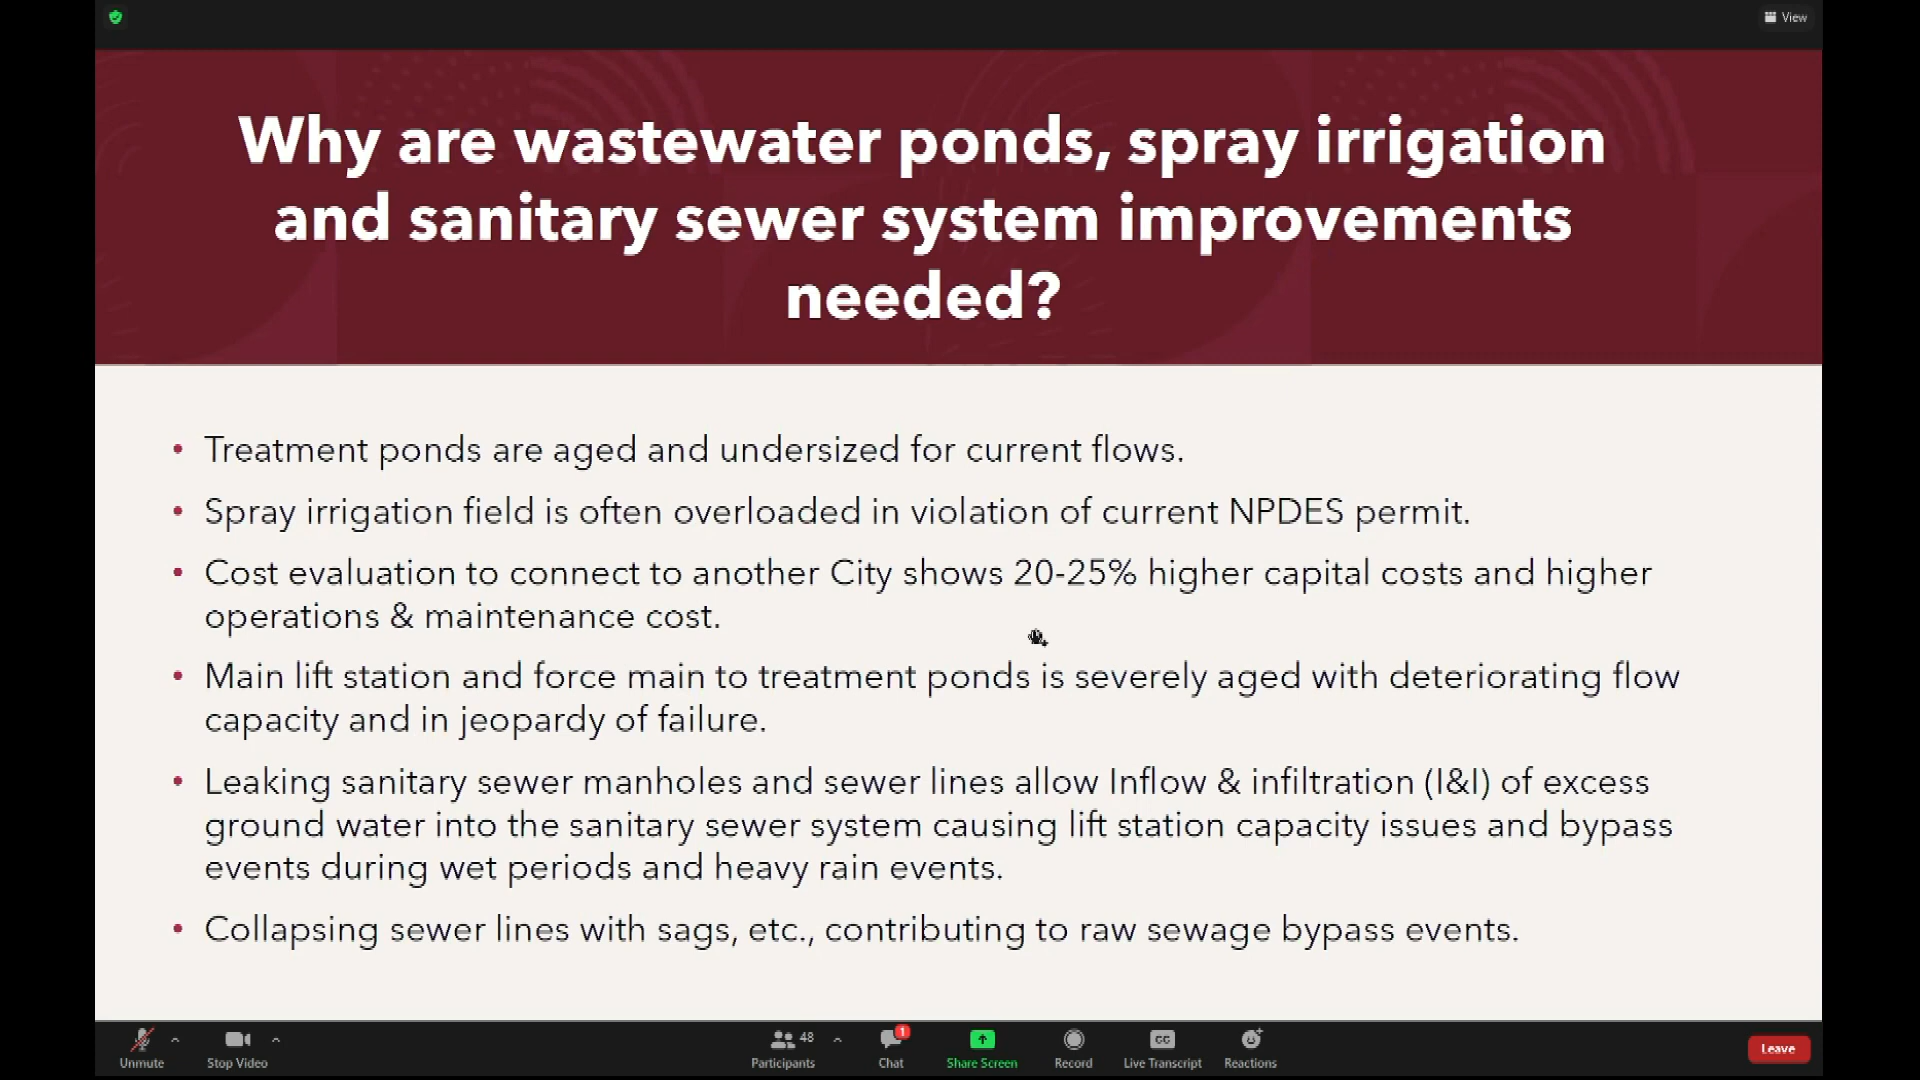 View
Why are wastewater ponds, spray irrigation
and sanitary sewer system improvements
needed?
• Treatment ponds are aged and undersized for current flows.
• Spray irrigation field is often overloaded in violation of current NPDES permit.
• Cost evaluation to connect to another City shows 20-25% higher capital costs and higher
operations & maintenance cost.
• Main lift station and force main to treatment ponds is severely aged with deteriorating flow
capacity and in jeopardy of failure.
• Leaking sanitary sewer manholes and sewer lines allow Inflow & infiltration (I&I) of excess
ground water into the sanitary sewer system causing lift station capacity issues and bypass
events during wet periods and heavy rain events.
• Collapsing sewer lines with sags, etc., contributing to raw sewage bypass events.
48
1
CC
Unmute
Stop Video
Participants
Chat
Share Screen
Record
Live Transcript
Reactions
Leave